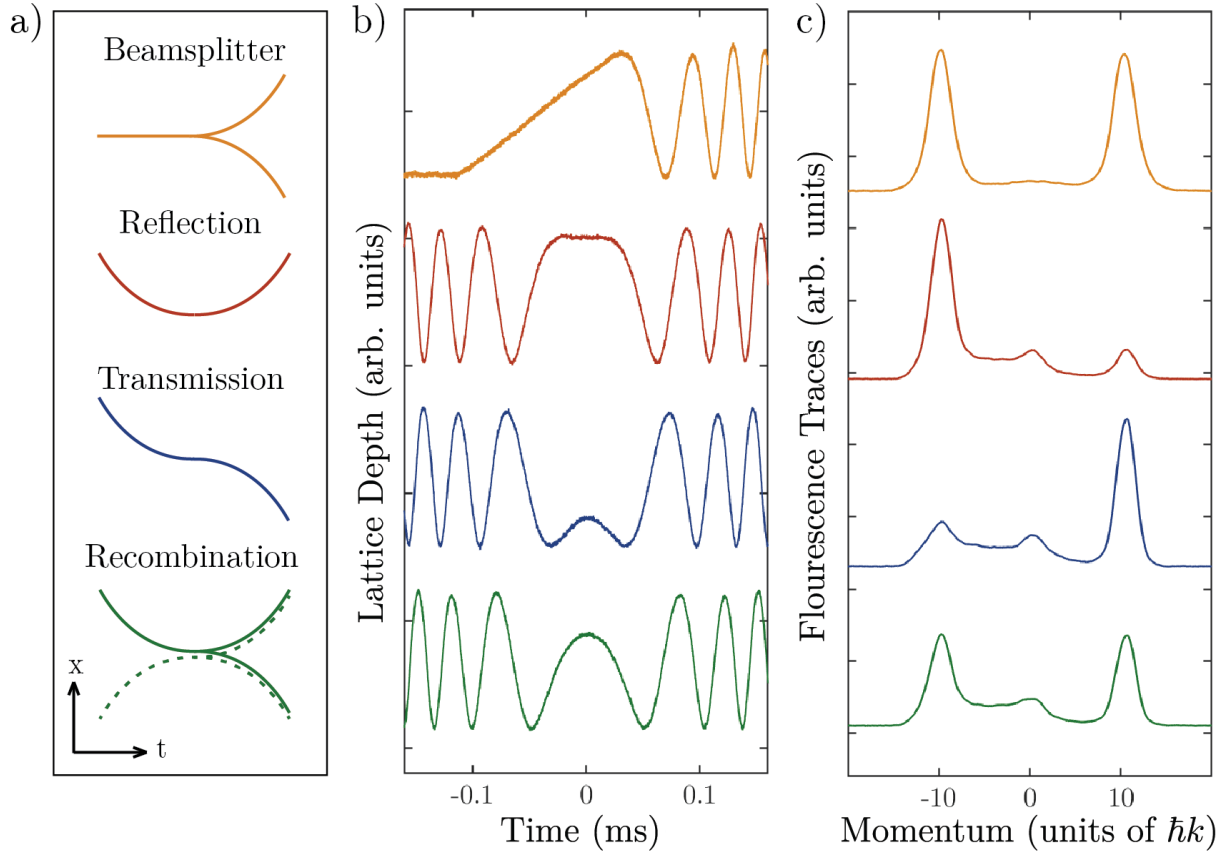 a)
Beamsplitter
Reflection
Transmission
Recombination
x
t
b)
Lattice Depth (arb. units)
-0.1
0
0.1
Time (ms)
c)
Flourescence Traces (arb. units)
-10
0
10
Momentum (units of ℏk)